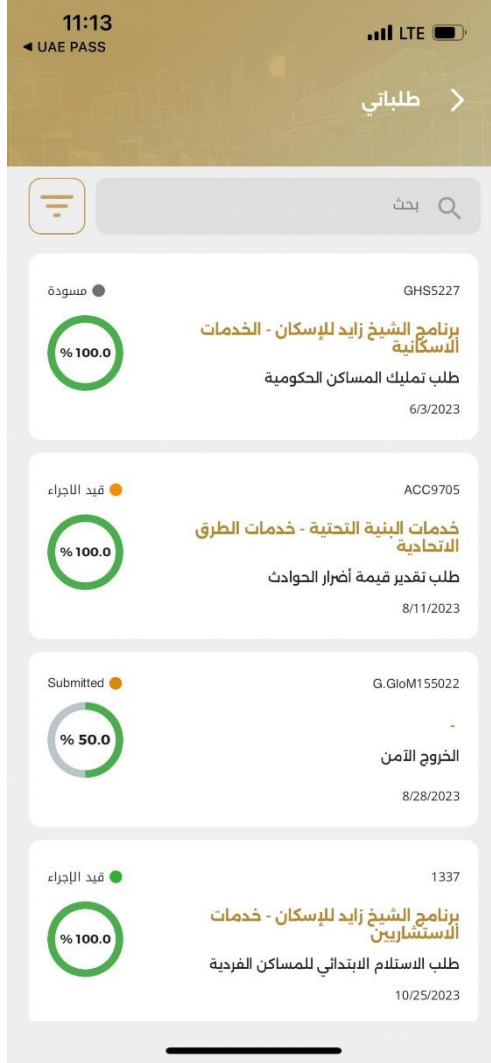 11:13
LTE
◄ UAE PASS
طلباتي
بحث
GHS5227
مسودة
برنامج الشيخ زايد للإسكان - الخدمات
الاسكانية
% 100.0
طلب تمليك المساكن الحكومية
6/3/2023
ACC9705
قيد الاجراء
خدمات البنية التحتية - خدمات الطرق
الاتحادية
% 100.0
طلب تقدير قيمة أضرار الحوادث
8/11/2023
G.GloM155022
Submitted
-
% 50.0
الخروج الآمن
8/28/2023
1337
قيد الإجراء
برنامج الشيخ زايد للإسكان - خدمات
الاستشاريين
% 100.0
طلب الاستلام الابتدائي للمساكن الفردية
10/25/2023